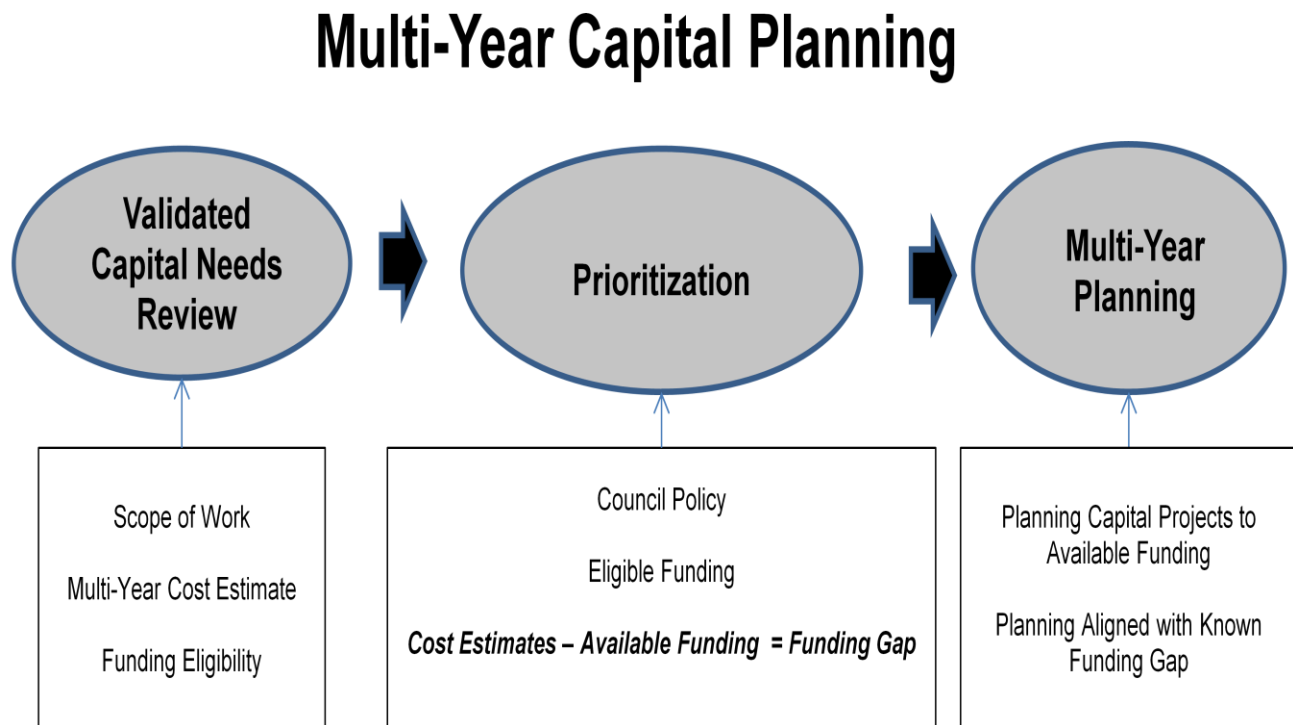 Multi-Year Capital Planning
Validated
Capital Needs
Review
Prioritization
Multi-Year
Planning
Scope of Work
Multi-Year Cost Estimate
Funding Eligibility
Council Policy
Eligible Funding
Cost Estimates – Available Funding = Funding Gap
Planning Capital Projects to
Available Funding
Planning Aligned with Known
Funding Gap